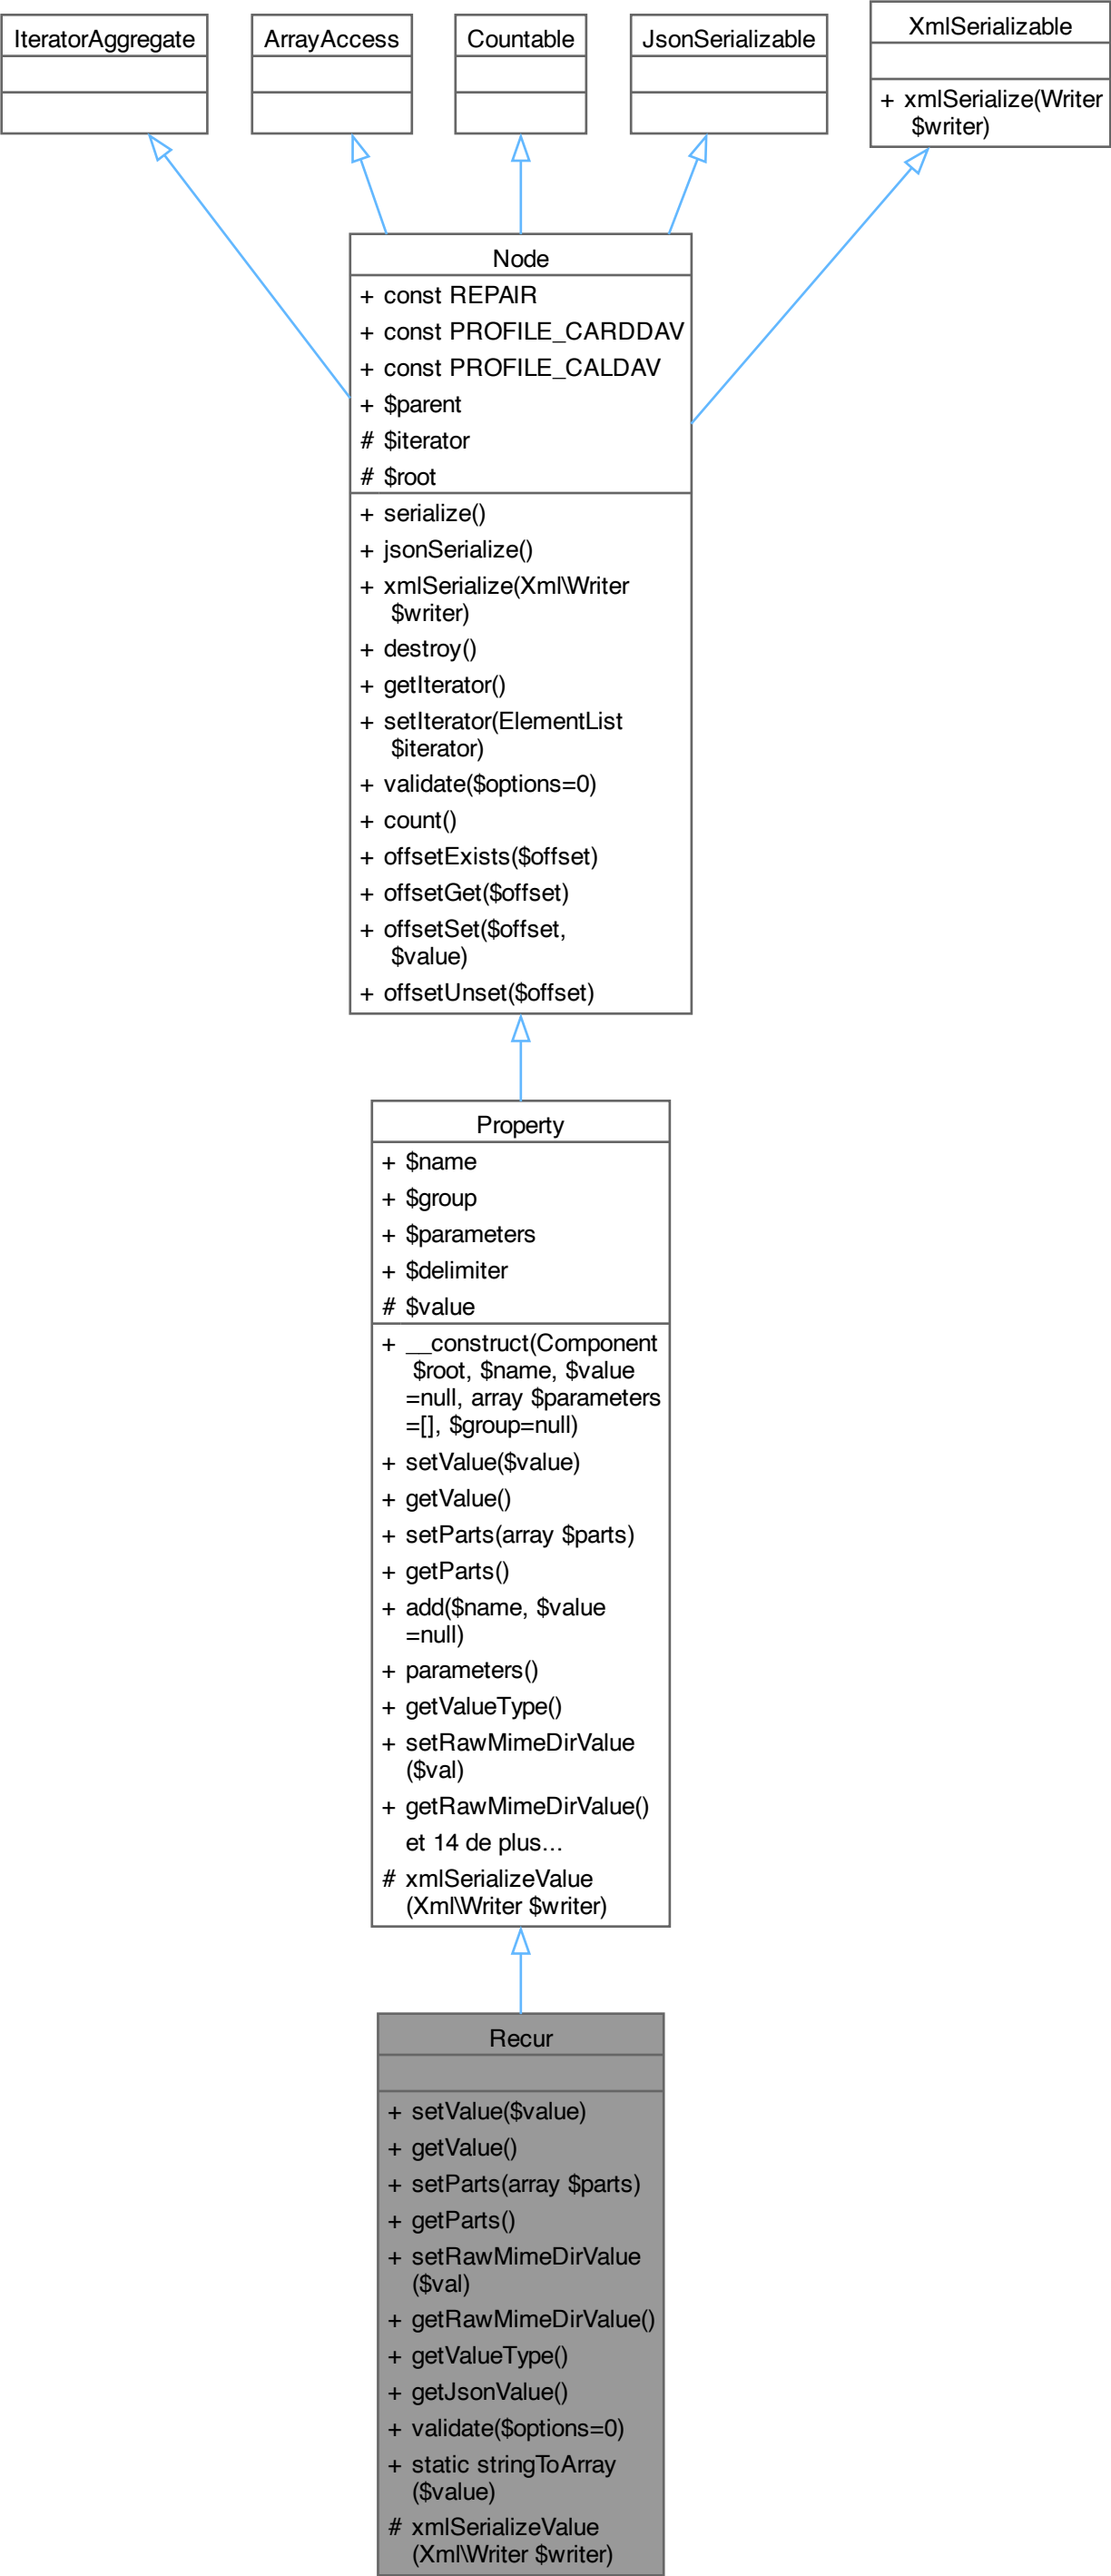 IteratorAggregate
ArrayAccess
Countable
JsonSerializable
XmlSerializable
+ xmlSerialize(Writer
$writer)
Node
+ const REPAIR
+ const PROFILE_CARDDAV
+ const PROFILE_CALDAV
+ $parent
# $iterator
# $root
+ serialize()
+ jsonSerialize()
+ xmlSerialize(Xml\Writer
$writer)
+ destroy()
+ getIterator()
+ setIterator(ElementList
$iterator)
+ validate($options=0)
+ count()
+ offsetExists($offset)
+ offsetGet($offset)
+ offsetSet($offset,
$value)
+ offsetUnset($offset)
Property
+ $name
+ $group
+ $parameters
+ $delimiter
# $value
+ __construct(Component
$root, $name, $value
=null, array $parameters
=[], $group=null)
+ setValue($value)
+ getValue()
+ setParts(array $parts)
+ getParts()
+ add($name, $value
=null)
+ parameters()
+ getValueType()
+ setRawMimeDirValue
($val)
+ getRawMimeDirValue()
et 14 de plus...
# xmlSerializeValue
(Xml\Writer $writer)
Recur
+ setValue($value)
+ getValue()
+ setParts(array $parts)
+ getParts()
+ setRawMimeDirValue
($val)
+ getRawMimeDirValue()
+ getValueType()
+ getJsonValue()
+ validate($options=0)
+ static stringToArray
($value)
# xmlSerializeValue
(Xml\Writer $writer)